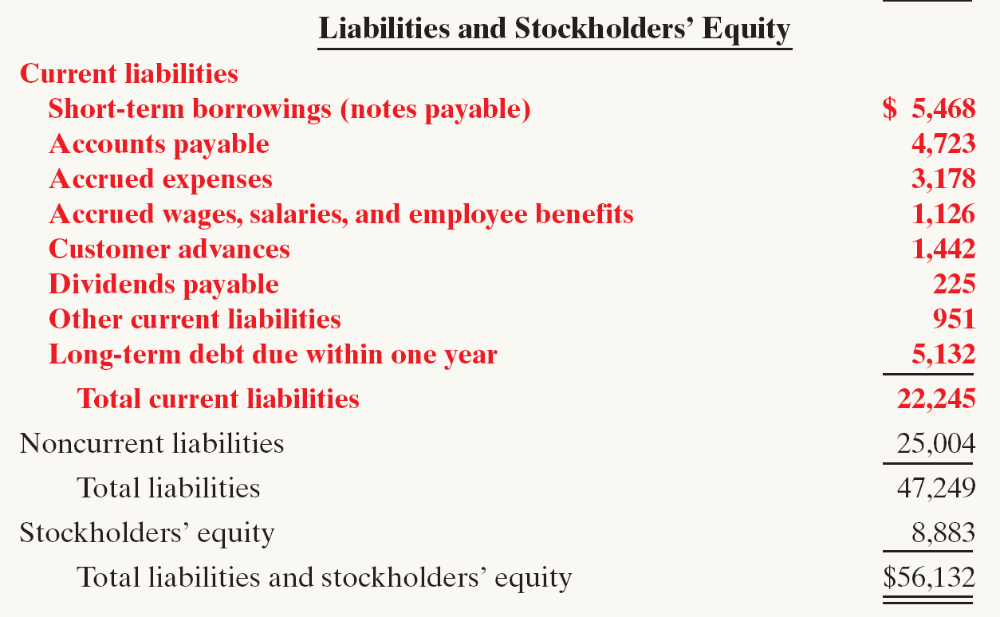 Liabilities and Stockholders’ Equity
Current liabilities
Short-term borrowings (notes payable) $ 5,468
Accounts payable 4,723
Accrued expenses 3,178
Accrued wages, salaries, and employee benefits 1,126
Customer advances 1,442
Dividends payable 225
Other current liabilities 951
Long-term debt due within one year 5,132
Total current liabilities 22,245
Noncurrent liabilities 25,004
Total liabilities 47,249
Stockholders’ equity 8,883
Total liabilities and stockholders’ equity $56,132